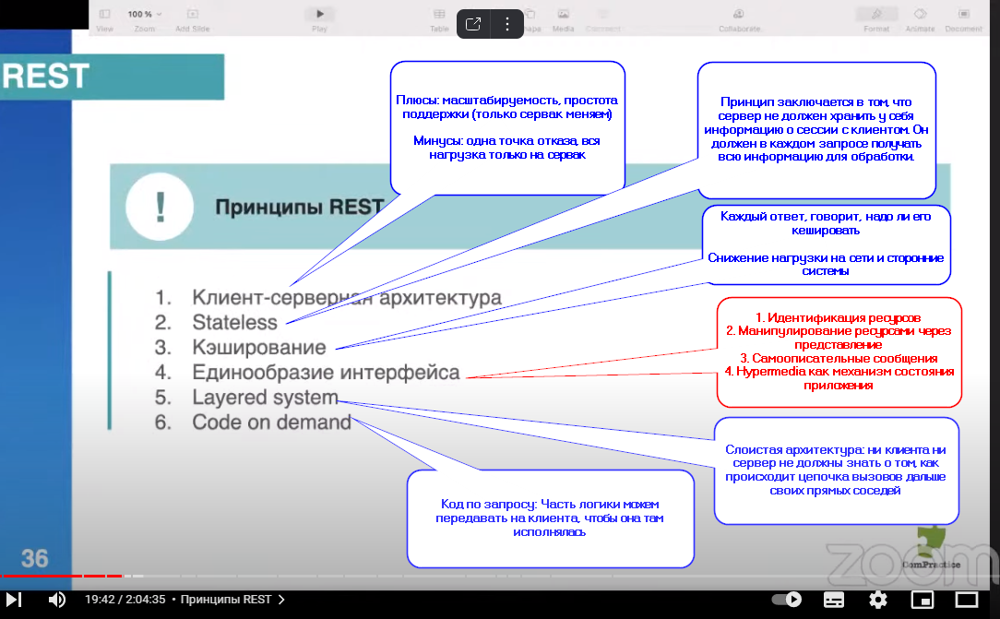 100 %
View
Zoom
Add Slide
Play
Table
Media
Comment
Collaborate
Format
Animate
Document
REST
Плюсы: масштабируемость, простота
поддержки (только сервак меняем)
Минусы: одна точка отказа, вся
нагрузка только на сервак
Принцип заключается в том, что
сервер не должен хранить у себя
информацию о сессии с клиентом. Он
должен в каждом запросе получать
всю информацию для обработки.
Принципы REST
Каждый ответ, говорит, надо ли его
кешировать
Снижение нагрузки на сети и сторонние
системы
1. Клиент-серверная архитектура
2. Stateless
3. Кэширование
4. Единообразие интерфейса
5. Layered system
6. Code on demand
1. Идентификация ресурсов
2. Манипулирование ресурсами через
представление
3. Самоописательные сообщения
4. Hypermedia как механизм состояния
приложения
Слоистая архитектура: ни клиента ни
сервер не должны знать о том, как
происходит цепочка вызовов дальше
своих прямых соседей
Код по запросу: Часть логики можем
передавать на клиента, чтобы она там
исполнялась
36
zoom
ComPractice
19:42 / 2:04:35 • Принципы REST